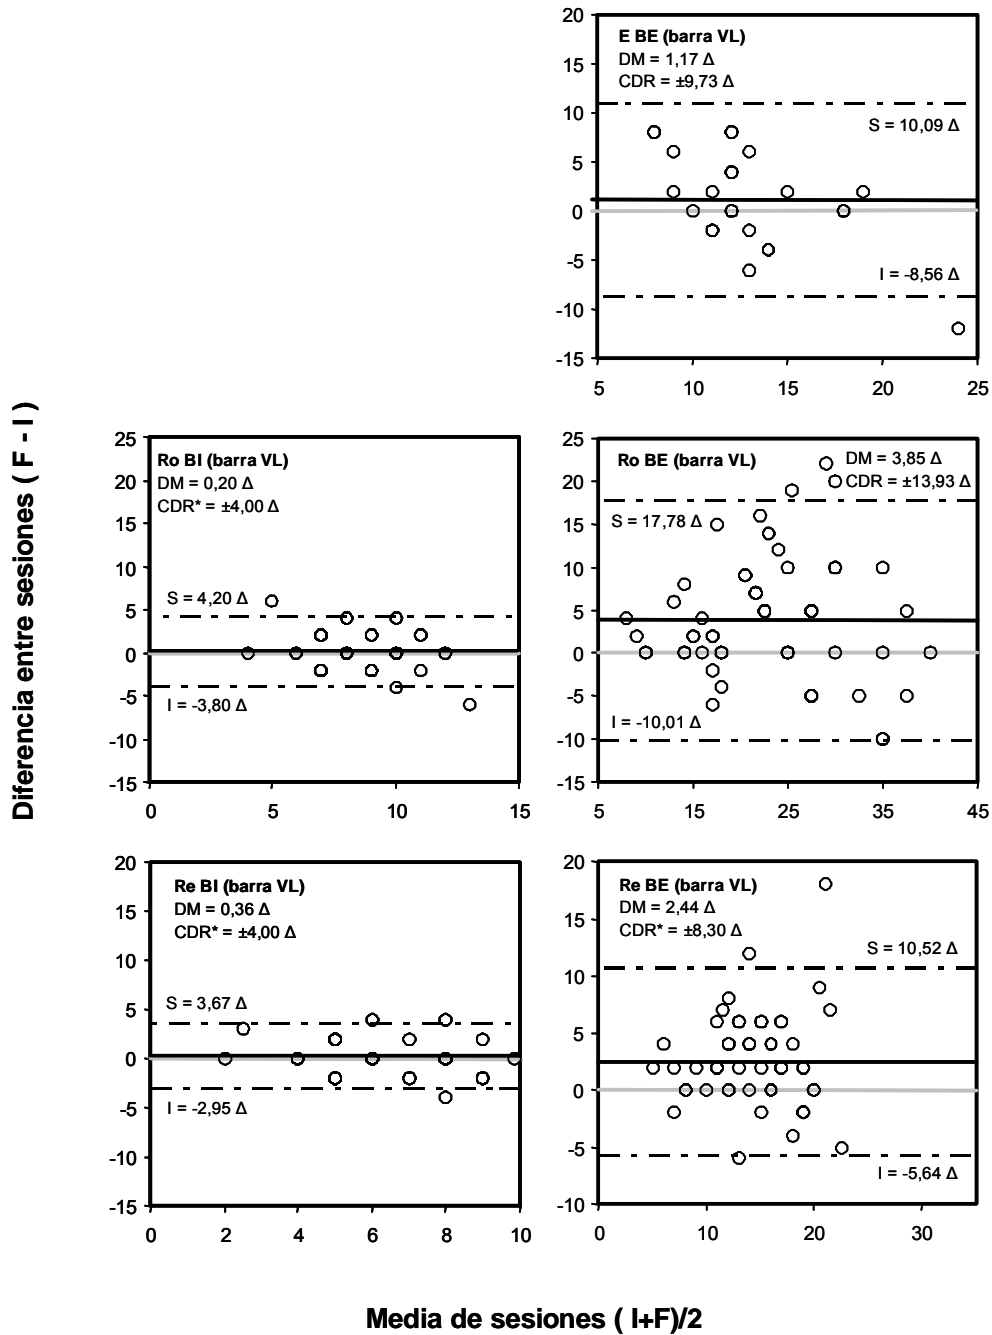 Diferencia entre sesiones ( F - I )
20
15
10
5
0
-5
-10
-15
E BE (barra VL)
DM = 1,17 Δ
CDR = ±9,73 Δ
S = 10,09 Δ
I = -8,56 Δ
5 10 15 20 25
25
20
15
10
5
0
-5
-10
-15
Ro BI (barra VL)
DM = 0,20 Δ
CDR* = ±4,00 Δ
S = 4,20 Δ
I = -3,80 Δ
0 5 10 15
25
20
15
10
5
0
-5
-10
-15
Ro BE (barra VL)
DM = 3,85 Δ
CDR = ±13,93 Δ
S = 17,78 Δ
I = -10,01 Δ
5 15 25 35 45
20
15
10
5
0
-5
-10
-15
Re BI (barra VL)
DM = 0,36 Δ
CDR* = ±4,00 Δ
S = 3,67 Δ
I = -2,95 Δ
0 2 4 6 8 10
20
15
10
5
0
-5
-10
Re BE (barra VL)
DM = 2,44 Δ
CDR* = ±8,30 Δ
S = 10,52 Δ
I = -5,64 Δ
0 10 20 30
Media de sesiones ( I+F)/2